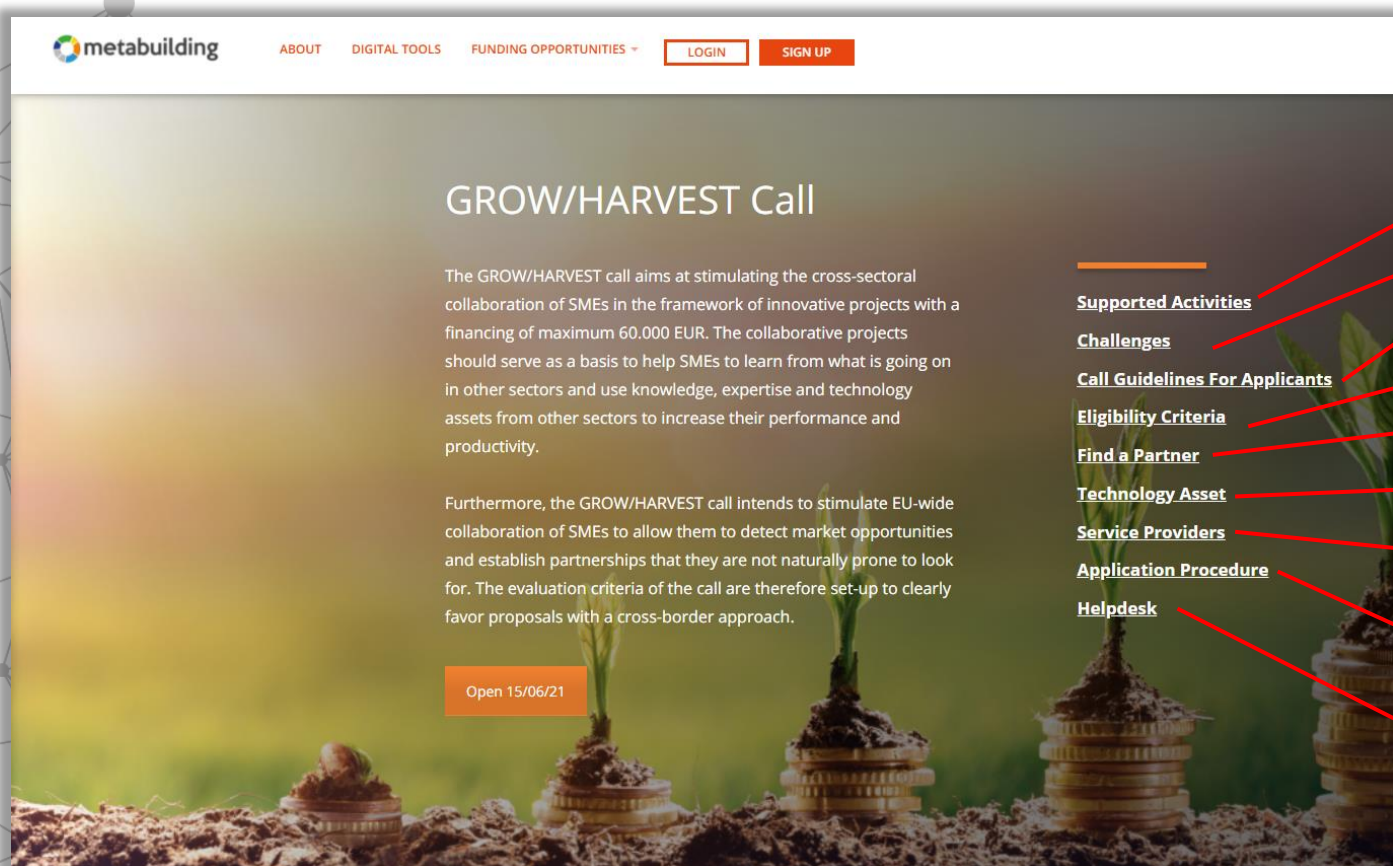 metabuilding
ABOUT
DIGITAL TOOLS
FUNDING OPPORTUNITIES
LOGIN
SIGN UP
GROW/HARVEST Call
The GROW/HARVEST call aims at stimulating the cross-sectoral
collaboration of SMEs in the framework of innovative projects with a
financing of maximum 60.000 EUR. The collaborative projects
should serve as a basis to help SMEs to learn from what is going on
in other sectors and use knowledge, expertise and technology
assets from other sectors to increase their performance and
productivity.
Furthermore, the GROW/HARVEST call intends to stimulate EU-wide
collaboration of SMEs to allow them to detect market opportunities
and establish partnerships that they are not naturally prone to look
for. The evaluation criteria of the call are therefore set-up to clearly
favor proposals with a cross-border approach.
Open 15/06/21
Supported Activities
Challenges
Call Guidelines For Applicants
Eligibility Criteria
Find a Partner
Technology Asset
Service Providers
Application Procedure
Helpdesk